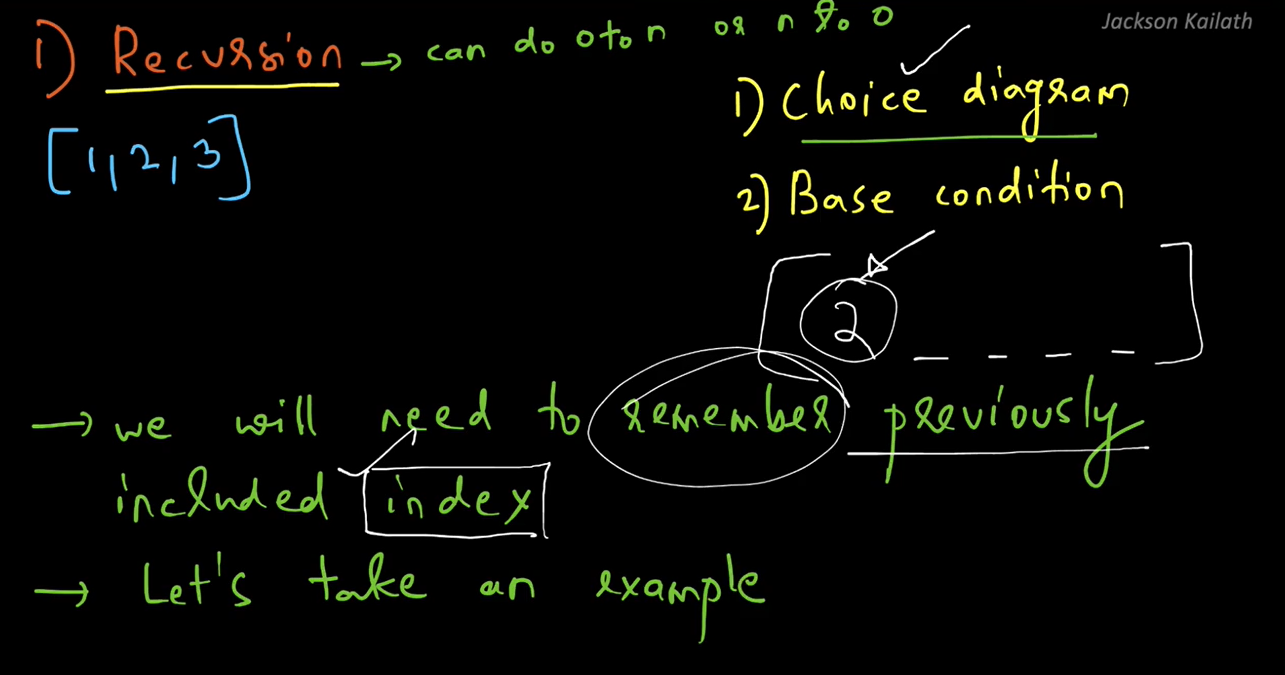 Jackson Kailath
1) Recursion → can do 0 to n or n to 0
[1, 2, 3]
1) Choice diagram
2) Base condition
[ 2 _ _ _ _ ]
→ we will need to remember previously
included index
→ Let's take an example